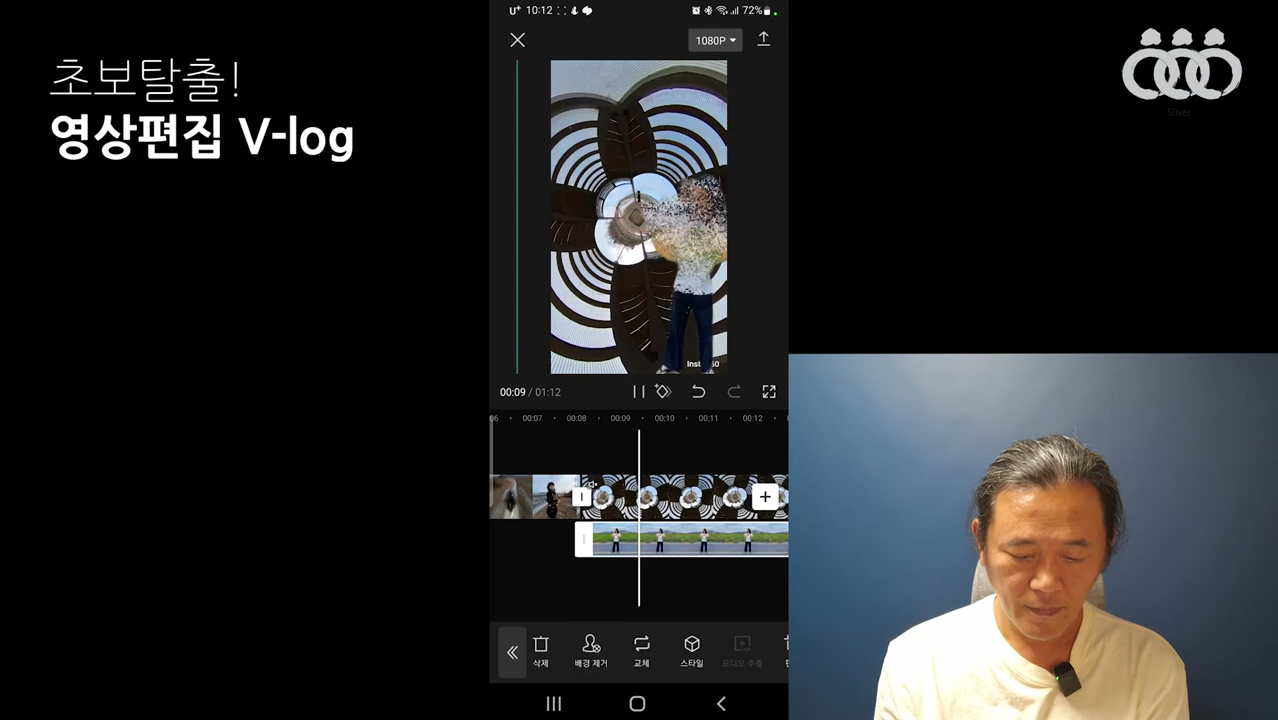 초보탈출!
영상편집 V-log
Silver
U+ 10:12
72%
1080P
00:09 / 01:12
00:07 00:08 00:09 00:10 00:11 00:12
삭제 배경 제거 교체 스타일 오디오 추출